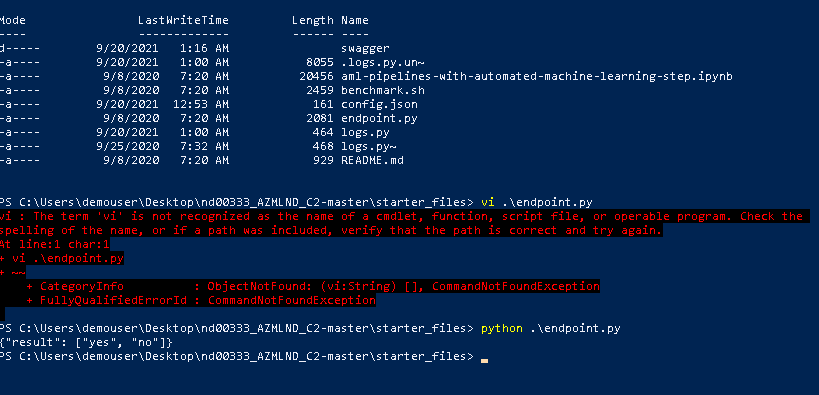 Mode                 LastWriteTime         Length Name
----                 -------------         ------ ----
d-----         9/20/2021   1:16 AM                swagger
-a----         9/20/2021   1:00 AM           8055 .logs.py.un~
-a----          9/8/2020   7:20 AM          20456 aml-pipelines-with-automated-machine-learning-step.ipynb
-a----          9/8/2020   7:20 AM           2459 benchmark.sh
-a----         9/20/2021  12:53 AM            161 config.json
-a----          9/8/2020   7:20 AM           2081 endpoint.py
-a----         9/20/2021   1:00 AM            464 logs.py
-a----         9/25/2020   7:32 AM            468 logs.py~
-a----          9/8/2020   7:20 AM            929 README.md
PS C:\Users\demouser\Desktop\nd00333_AZMLND_C2-master\starter_files> vi .\endpoint.py
vi : The term 'vi' is not recognized as the name of a cmdlet, function, script file, or operable program. Check the
spelling of the name, or if a path was included, verify that the path is correct and try again.
At line:1 char:1
+ vi .\endpoint.py
+ ~~
    + CategoryInfo          : ObjectNotFound: (vi:String) [], CommandNotFoundException
    + FullyQualifiedErrorId : CommandNotFoundException
PS C:\Users\demouser\Desktop\nd00333_AZMLND_C2-master\starter_files> python .\endpoint.py
{"result": ["yes", "no"]}
PS C:\Users\demouser\Desktop\nd00333_AZMLND_C2-master\starter_files>